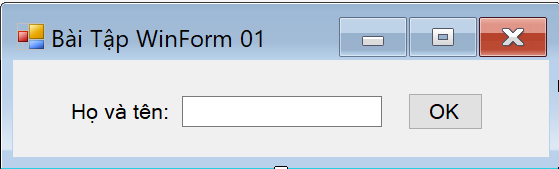 Bài Tập WinForm 01
Họ và tên: OK